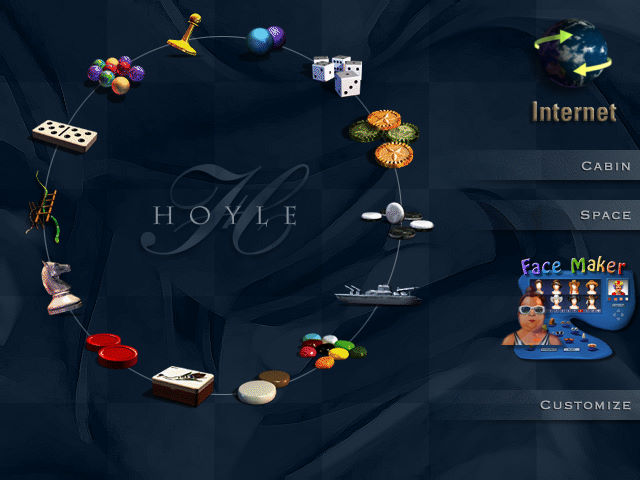 Internet
CABIN
HOYLE
SPACE
Face Maker
CUSTOMIZE